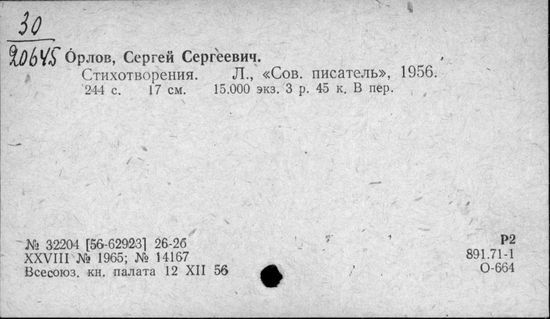 30
20645
Орлов, Сергей Сергеевич.
Стихотворения. Л., «Сов. писатель», 1956.
244 с. 17 см. 15.000 экз. 3 р. 45 к. В пер.
№ 32204 [56-62923] 26-2б
XXVIII № 1965; № 14167
Всесоюз. кн. палата 12 XII 56
Р2
891.71-1
О-664